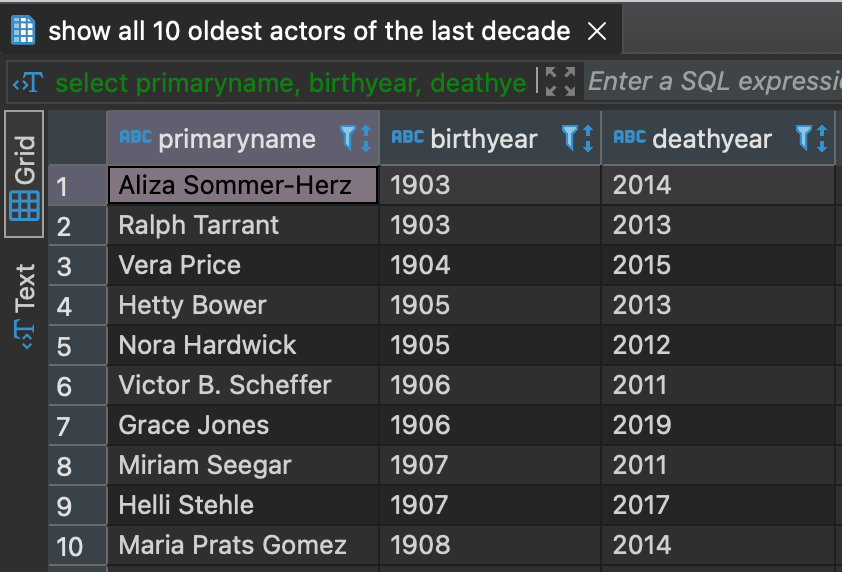 show all 10 oldest actors of the last decade
select primaryname, birthyear, deathye Enter a SQL expressi
Grid
Text
ABC primaryname ABC birthyear ABC deathyear
1 Aliza Sommer-Herz 1903 2014
2 Ralph Tarrant 1903 2013
3 Vera Price 1904 2015
4 Hetty Bower 1905 2013
5 Nora Hardwick 1905 2012
6 Victor B. Scheffer 1906 2011
7 Grace Jones 1906 2019
8 Miriam Seegar 1907 2011
9 Helli Stehle 1907 2017
10 Maria Prats Gomez 1908 2014